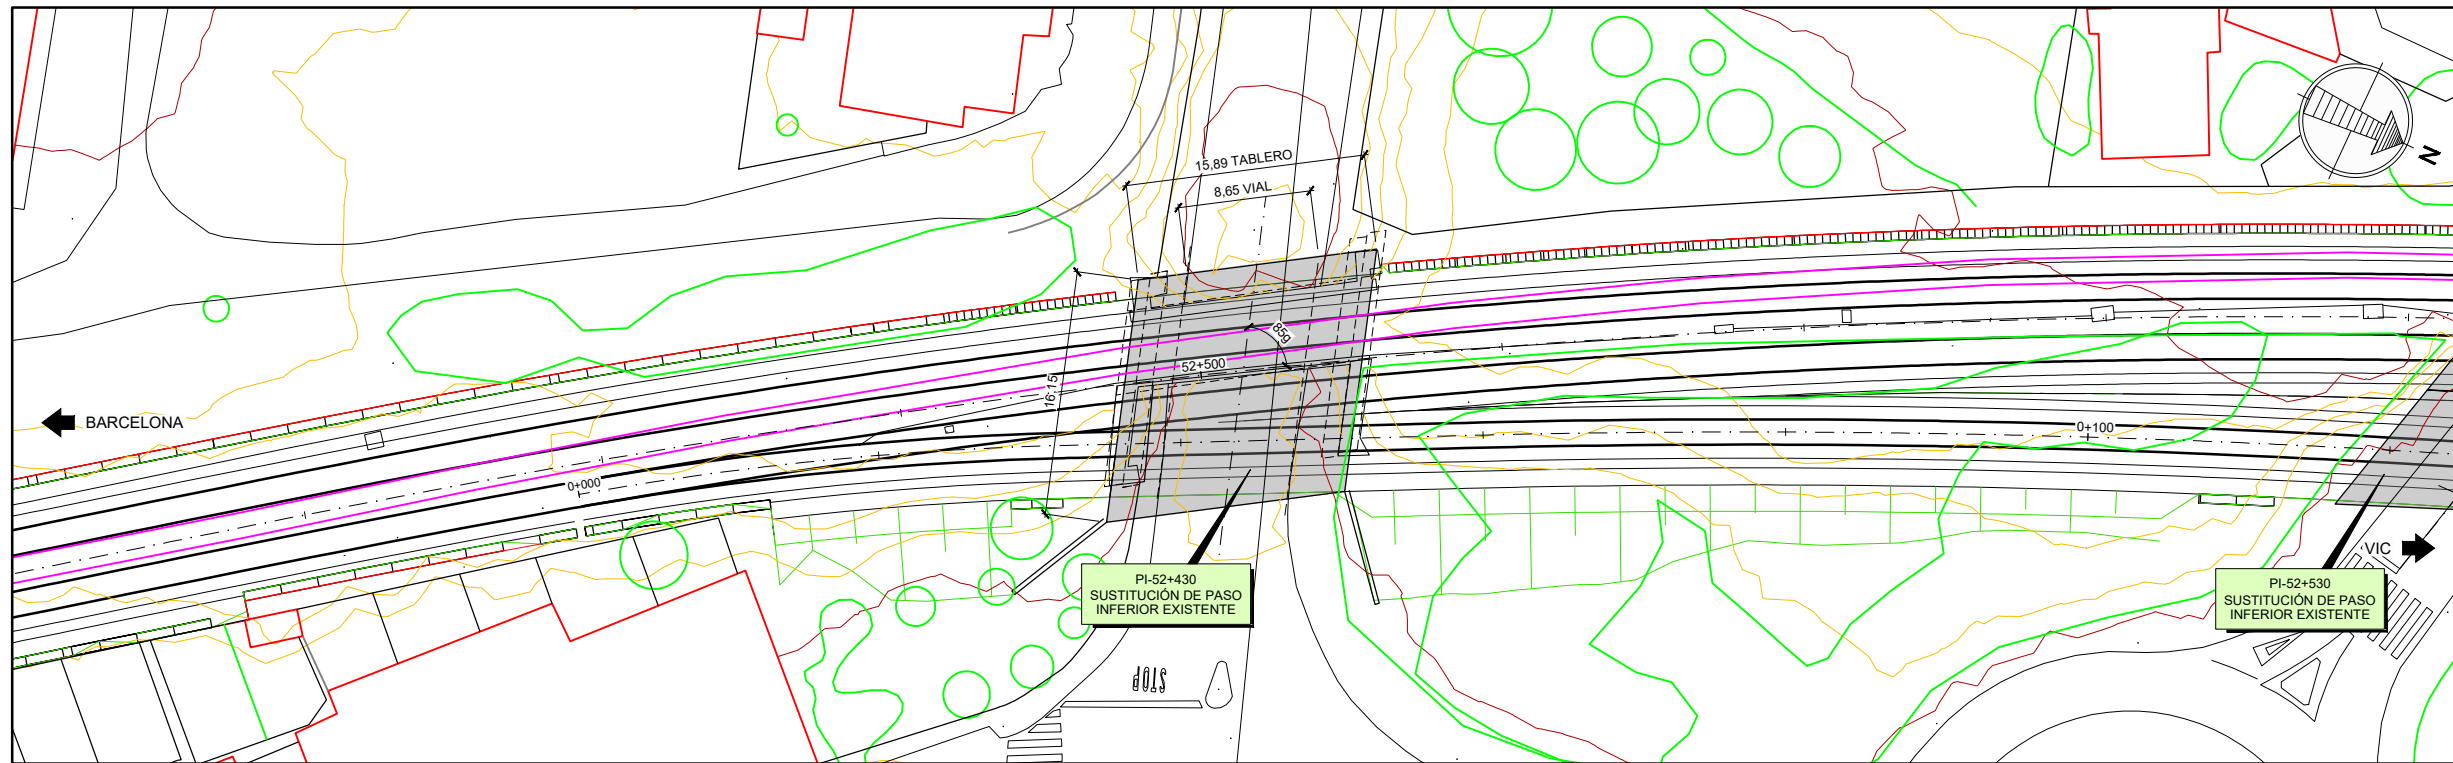 15,89 TABLERO
8,65 VIAL
N
85g
52+500
16.15
BARCELONA
0+000
0+100
VIC
PI-52+430
SUSTITUCIÓN DE PASO
INFERIOR EXISTENTE
PI-52+530
SUSTITUCIÓN DE PASO
INFERIOR EXISTENTE
STOP